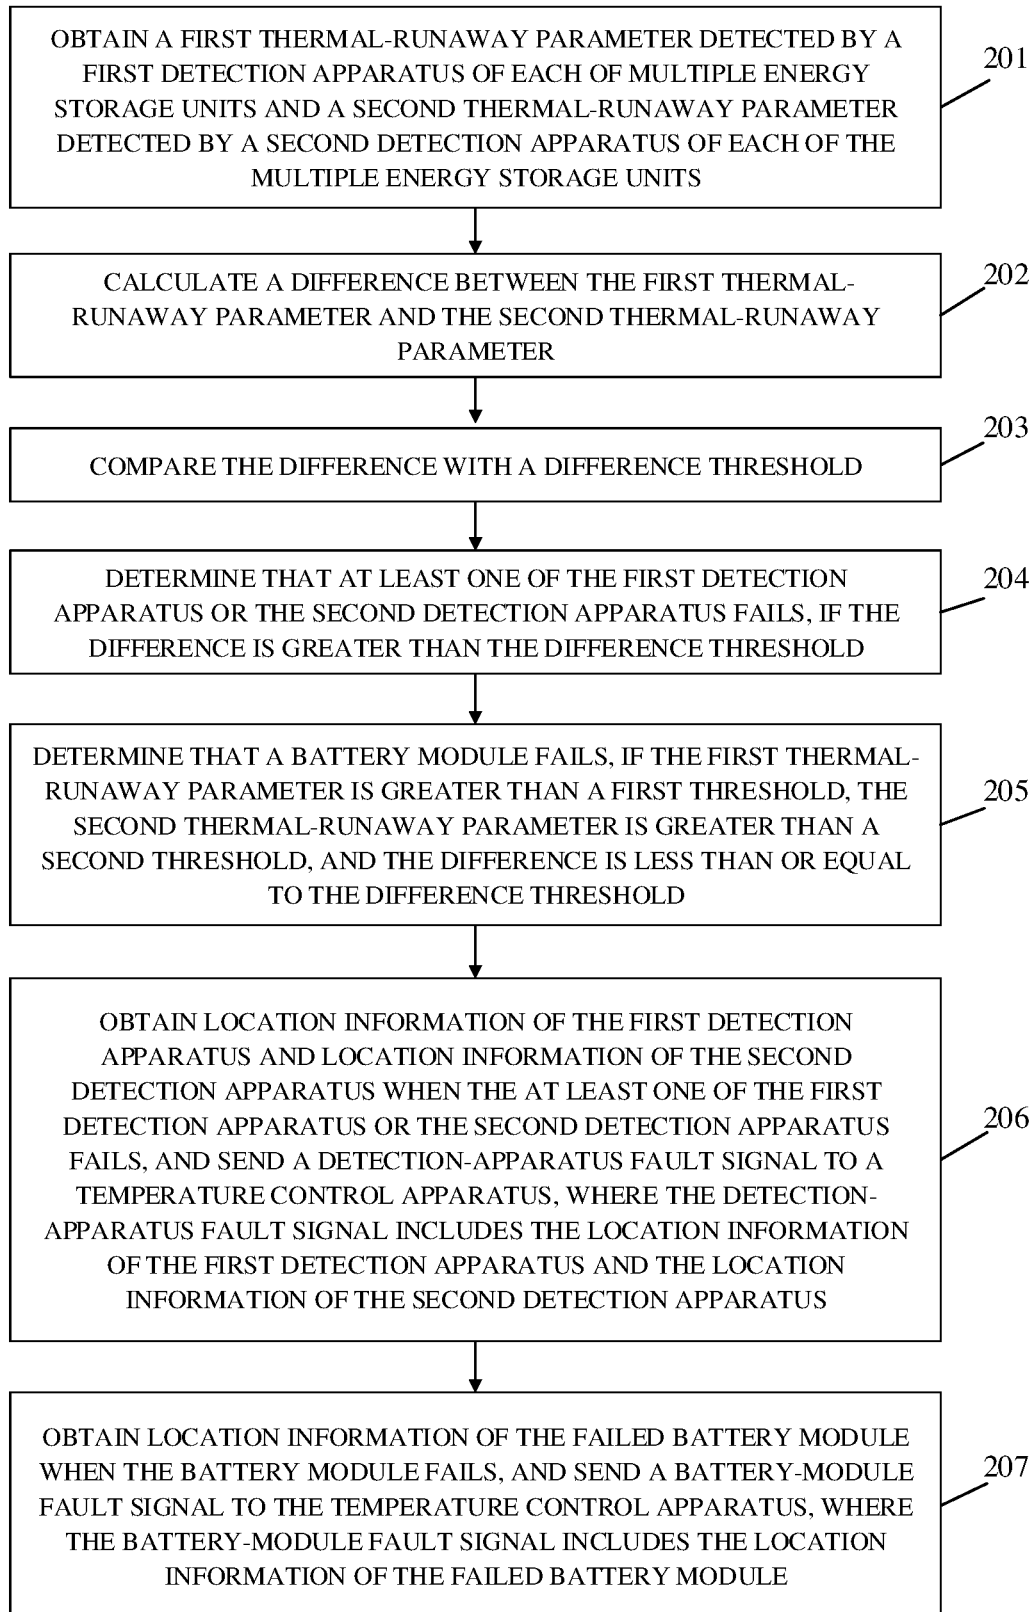 OBTAIN A FIRST THERMAL-RUNAWAY PARAMETER DETECTED BY A
FIRST DETECTION APPARATUS OF EACH OF MULTIPLE ENERGY
STORAGE UNITS AND A SECOND THERMAL-RUNAWAY PARAMETER
DETECTED BY A SECOND DETECTION APPARATUS OF EACH OF THE
MULTIPLE ENERGY STORAGE UNITS
201
CALCULATE A DIFFERENCE BETWEEN THE FIRST THERMAL-
RUNAWAY PARAMETER AND THE SECOND THERMAL-RUNAWAY
PARAMETER
202
COMPARE THE DIFFERENCE WITH A DIFFERENCE THRESHOLD
203
DETERMINE THAT AT LEAST ONE OF THE FIRST DETECTION
APPARATUS OR THE SECOND DETECTION APPARATUS FAILS, IF THE
DIFFERENCE IS GREATER THAN THE DIFFERENCE THRESHOLD
204
DETERMINE THAT A BATTERY MODULE FAILS, IF THE FIRST THERMAL-
RUNAWAY PARAMETER IS GREATER THAN A FIRST THRESHOLD, THE
SECOND THERMAL-RUNAWAY PARAMETER IS GREATER THAN A
SECOND THRESHOLD, AND THE DIFFERENCE IS LESS THAN OR EQUAL
TO THE DIFFERENCE THRESHOLD
205
OBTAIN LOCATION INFORMATION OF THE FIRST DETECTION
APPARATUS AND LOCATION INFORMATION OF THE SECOND
DETECTION APPARATUS WHEN THE AT LEAST ONE OF THE FIRST
DETECTION APPARATUS OR THE SECOND DETECTION APPARATUS
FAILS, AND SEND A DETECTION-APPARATUS FAULT SIGNAL TO A
TEMPERATURE CONTROL APPARATUS, WHERE THE DETECTION-
APPARATUS FAULT SIGNAL INCLUDES THE LOCATION INFORMATION
OF THE FIRST DETECTION APPARATUS AND THE LOCATION
INFORMATION OF THE SECOND DETECTION APPARATUS
206
OBTAIN LOCATION INFORMATION OF THE FAILED BATTERY MODULE
WHEN THE BATTERY MODULE FAILS, AND SEND A BATTERY-MODULE
FAULT SIGNAL TO THE TEMPERATURE CONTROL APPARATUS, WHERE
THE BATTERY-MODULE FAULT SIGNAL INCLUDES THE LOCATION
INFORMATION OF THE FAILED BATTERY MODULE
207